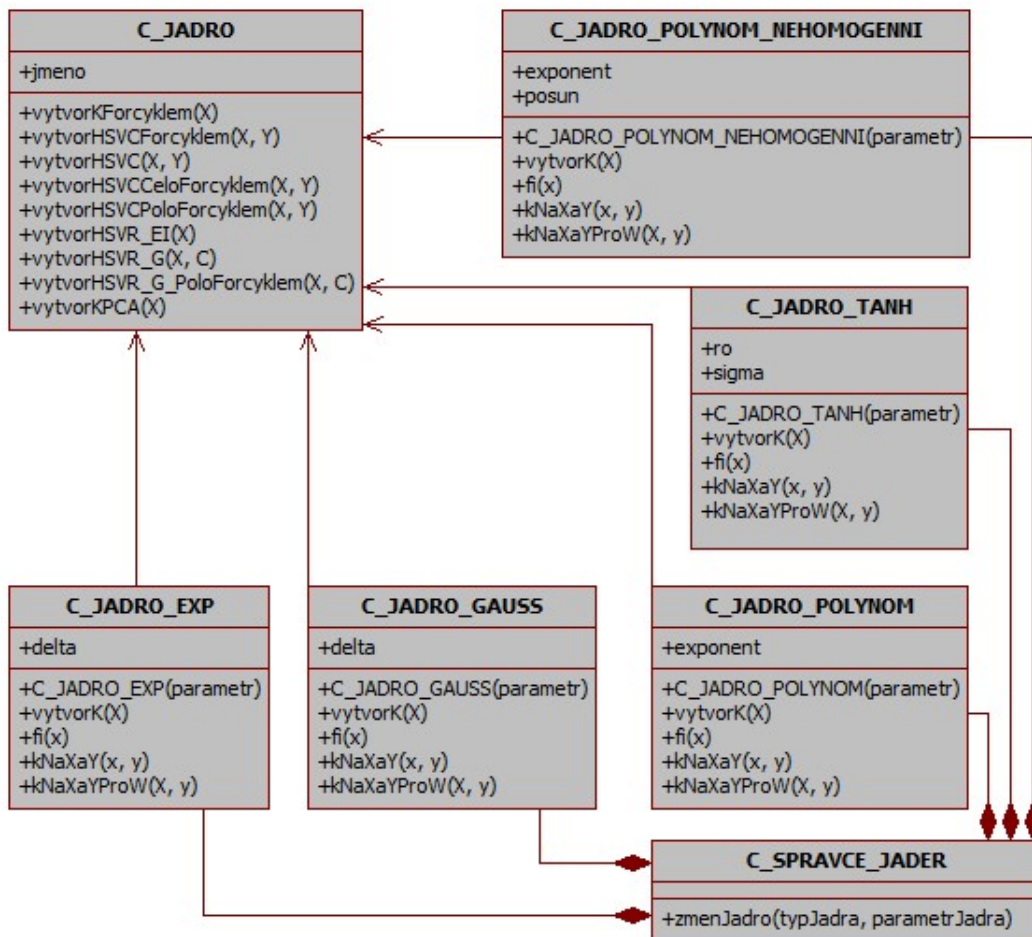 C_JADRO
+jmeno
+vytvorKForcyklem(X)
+vytvorHSVCForcyklem(X, Y)
+vytvorHSVC(X, Y)
+vytvorHSVCCeloForcyklem(X, Y)
+vytvorHSVCPoloForcyklem(X, Y)
+vytvorHSVR_EI(X)
+vytvorHSVR_G(X, C)
+vytvorHSVR_G_PoloForcyklem(X, C)
+vytvorKPCA(X)
C_JADRO_POLYNOM_NEHOMOGENNI
+exponent
+posun
+C_JAEDRO_POLYNOM_NEHOMOGENNI(parametr)
+vytvorK(X)
+fi(x)
+kNaXaY(x, y)
+kNaXaYProW(X, y)
C_JADRO_TANH
+ro
+sigma
+C_JADRO_TANH(parametr)
+vytvorK(X)
+fi(x)
+kNaXaY(x, y)
+kNaXaYProW(X, y)
C_JADRO_EXP
+delta
+C_JADRO_EXP(parametr)
+vytvorK(X)
+fi(x)
+kNaXaY(x, y)
+kNaXaYProW(X, y)
C_JADRO_GAUSS
+delta
+C_JADRO_GAUSS(parametr)
+vytvorK(X)
+fi(x)
+kNaXaY(x, y)
+kNaXaYProW(X, y)
C_JADRO_POLYNOM
+exponent
+C_JADRO_POLYNOM(parametr)
+vytvorK(X)
+fi(x)
+kNaXaY(x, y)
+kNaXaYProW(X, y)
C_SPRAVCE_JADER
+zmenJadro(typJadra, parametrJadra)